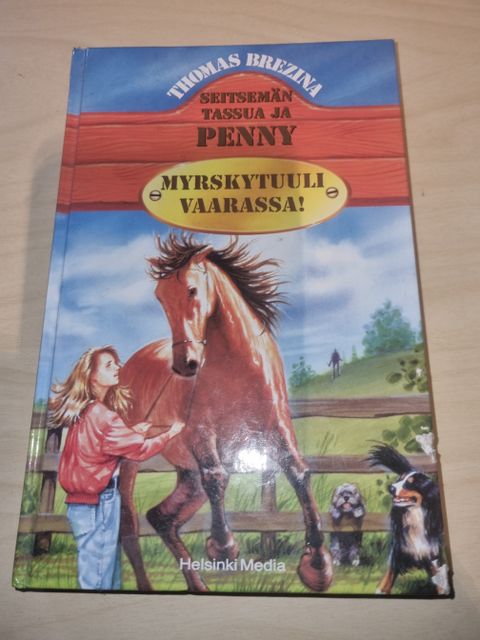 THOMAS BREZINA
SEITSEMÄN
TASSUA JA
PENNY
MYRSKYTUULI
VAARASSA!
Helsinki Media